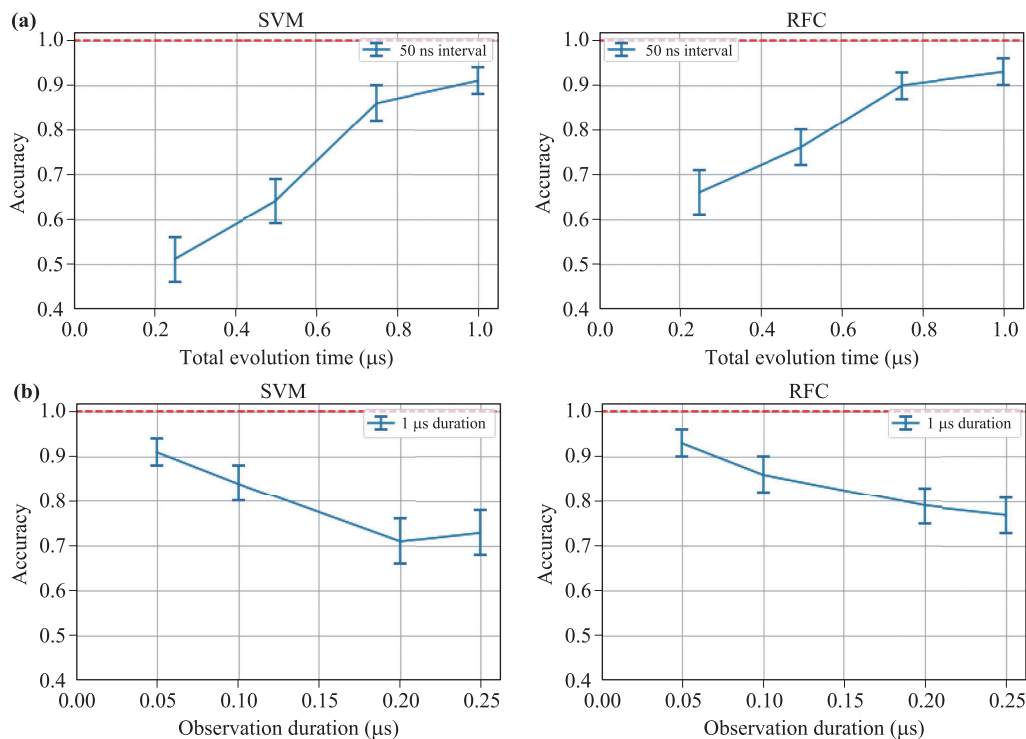 (a)
SVM
1.0
0.9
0.8
0.7
0.6
0.5
0.4
Accuracy
50 ns interval
0.0 0.2 0.4 0.6 0.8 1.0
Total evolution time (μs)
RFC
1.0
0.9
0.8
0.7
0.6
0.5
0.4
Accuracy
50 ns interval
0.0 0.2 0.4 0.6 0.8 1.0
Total evolution time (μs)
(b)
SVM
1.0
0.9
0.8
0.7
0.6
0.5
0.4
Accuracy
1 μs duration
0.00 0.05 0.10 0.15 0.20 0.25
Observation duration (μs)
RFC
1.0
0.9
0.8
0.7
0.6
0.5
0.4
Accuracy
1 μs duration
0.00 0.05 0.10 0.15 0.20 0.25
Observation duration (μs)